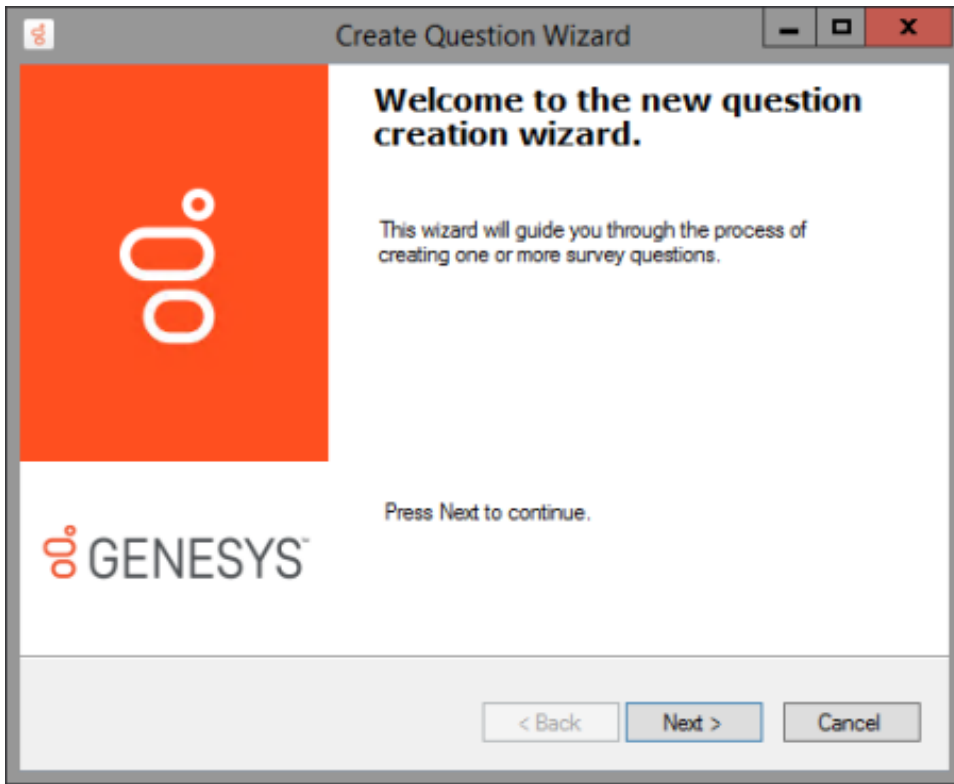 Create Question Wizard
Welcome to the new question
creation wizard.
This wizard will guide you through the process of
creating one or more survey questions.
Press Next to continue.
GENESYS™
< Back
Next >
Cancel